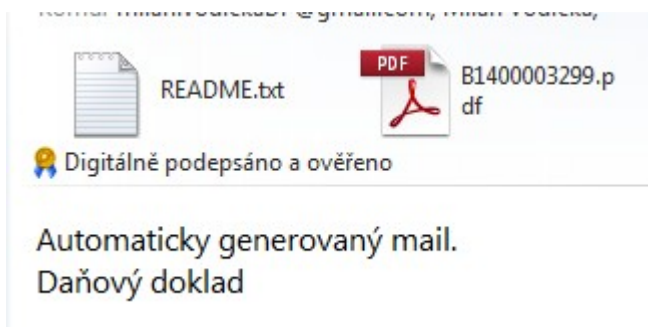 README.txt
PDF
B1400003299.p
df
Digitálně podepsáno a ověřeno
Automaticky generovaný mail.
Daňový doklad